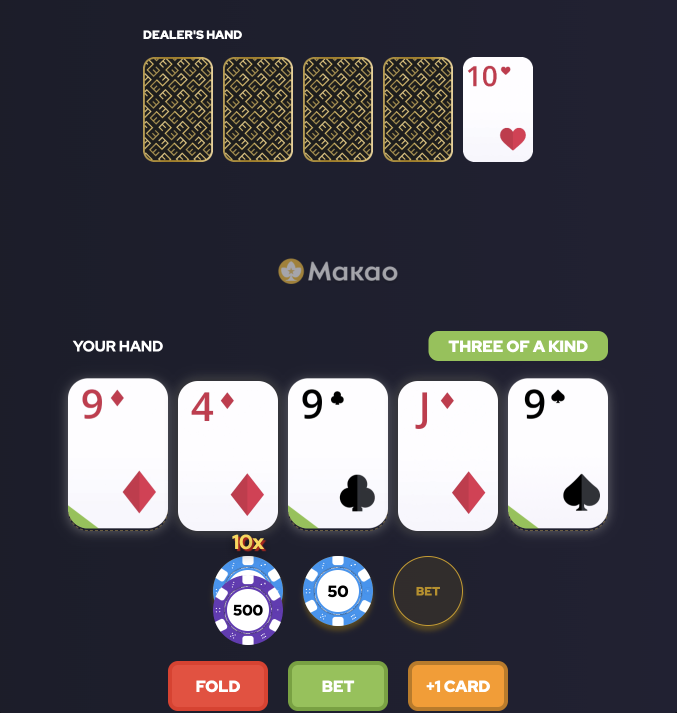 DEALER'S HAND
10
Макао
YOUR HAND
THREE OF A KIND
9
4
9
J
9
10x
500
50
BET
FOLD
BET
+1 CARD